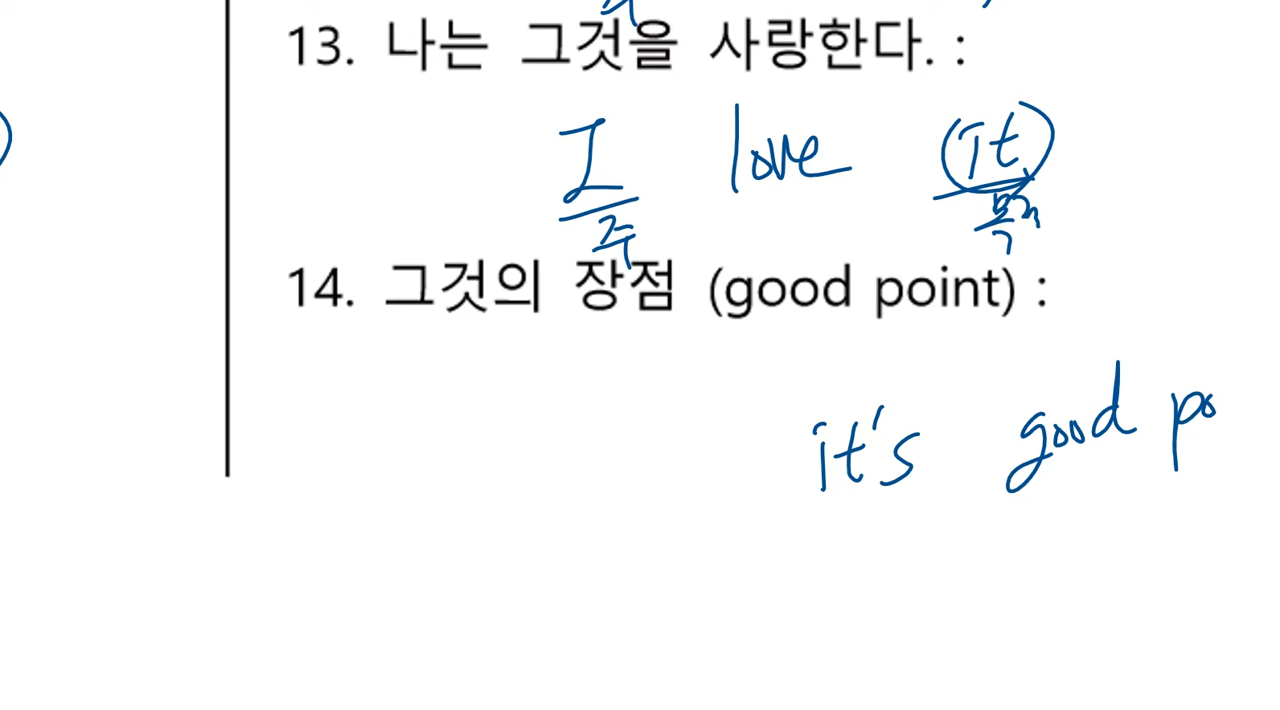 13. 나는 그것을 사랑한다. :
I love it
주 목
14. 그것의 장점 (good point) :
it's good po